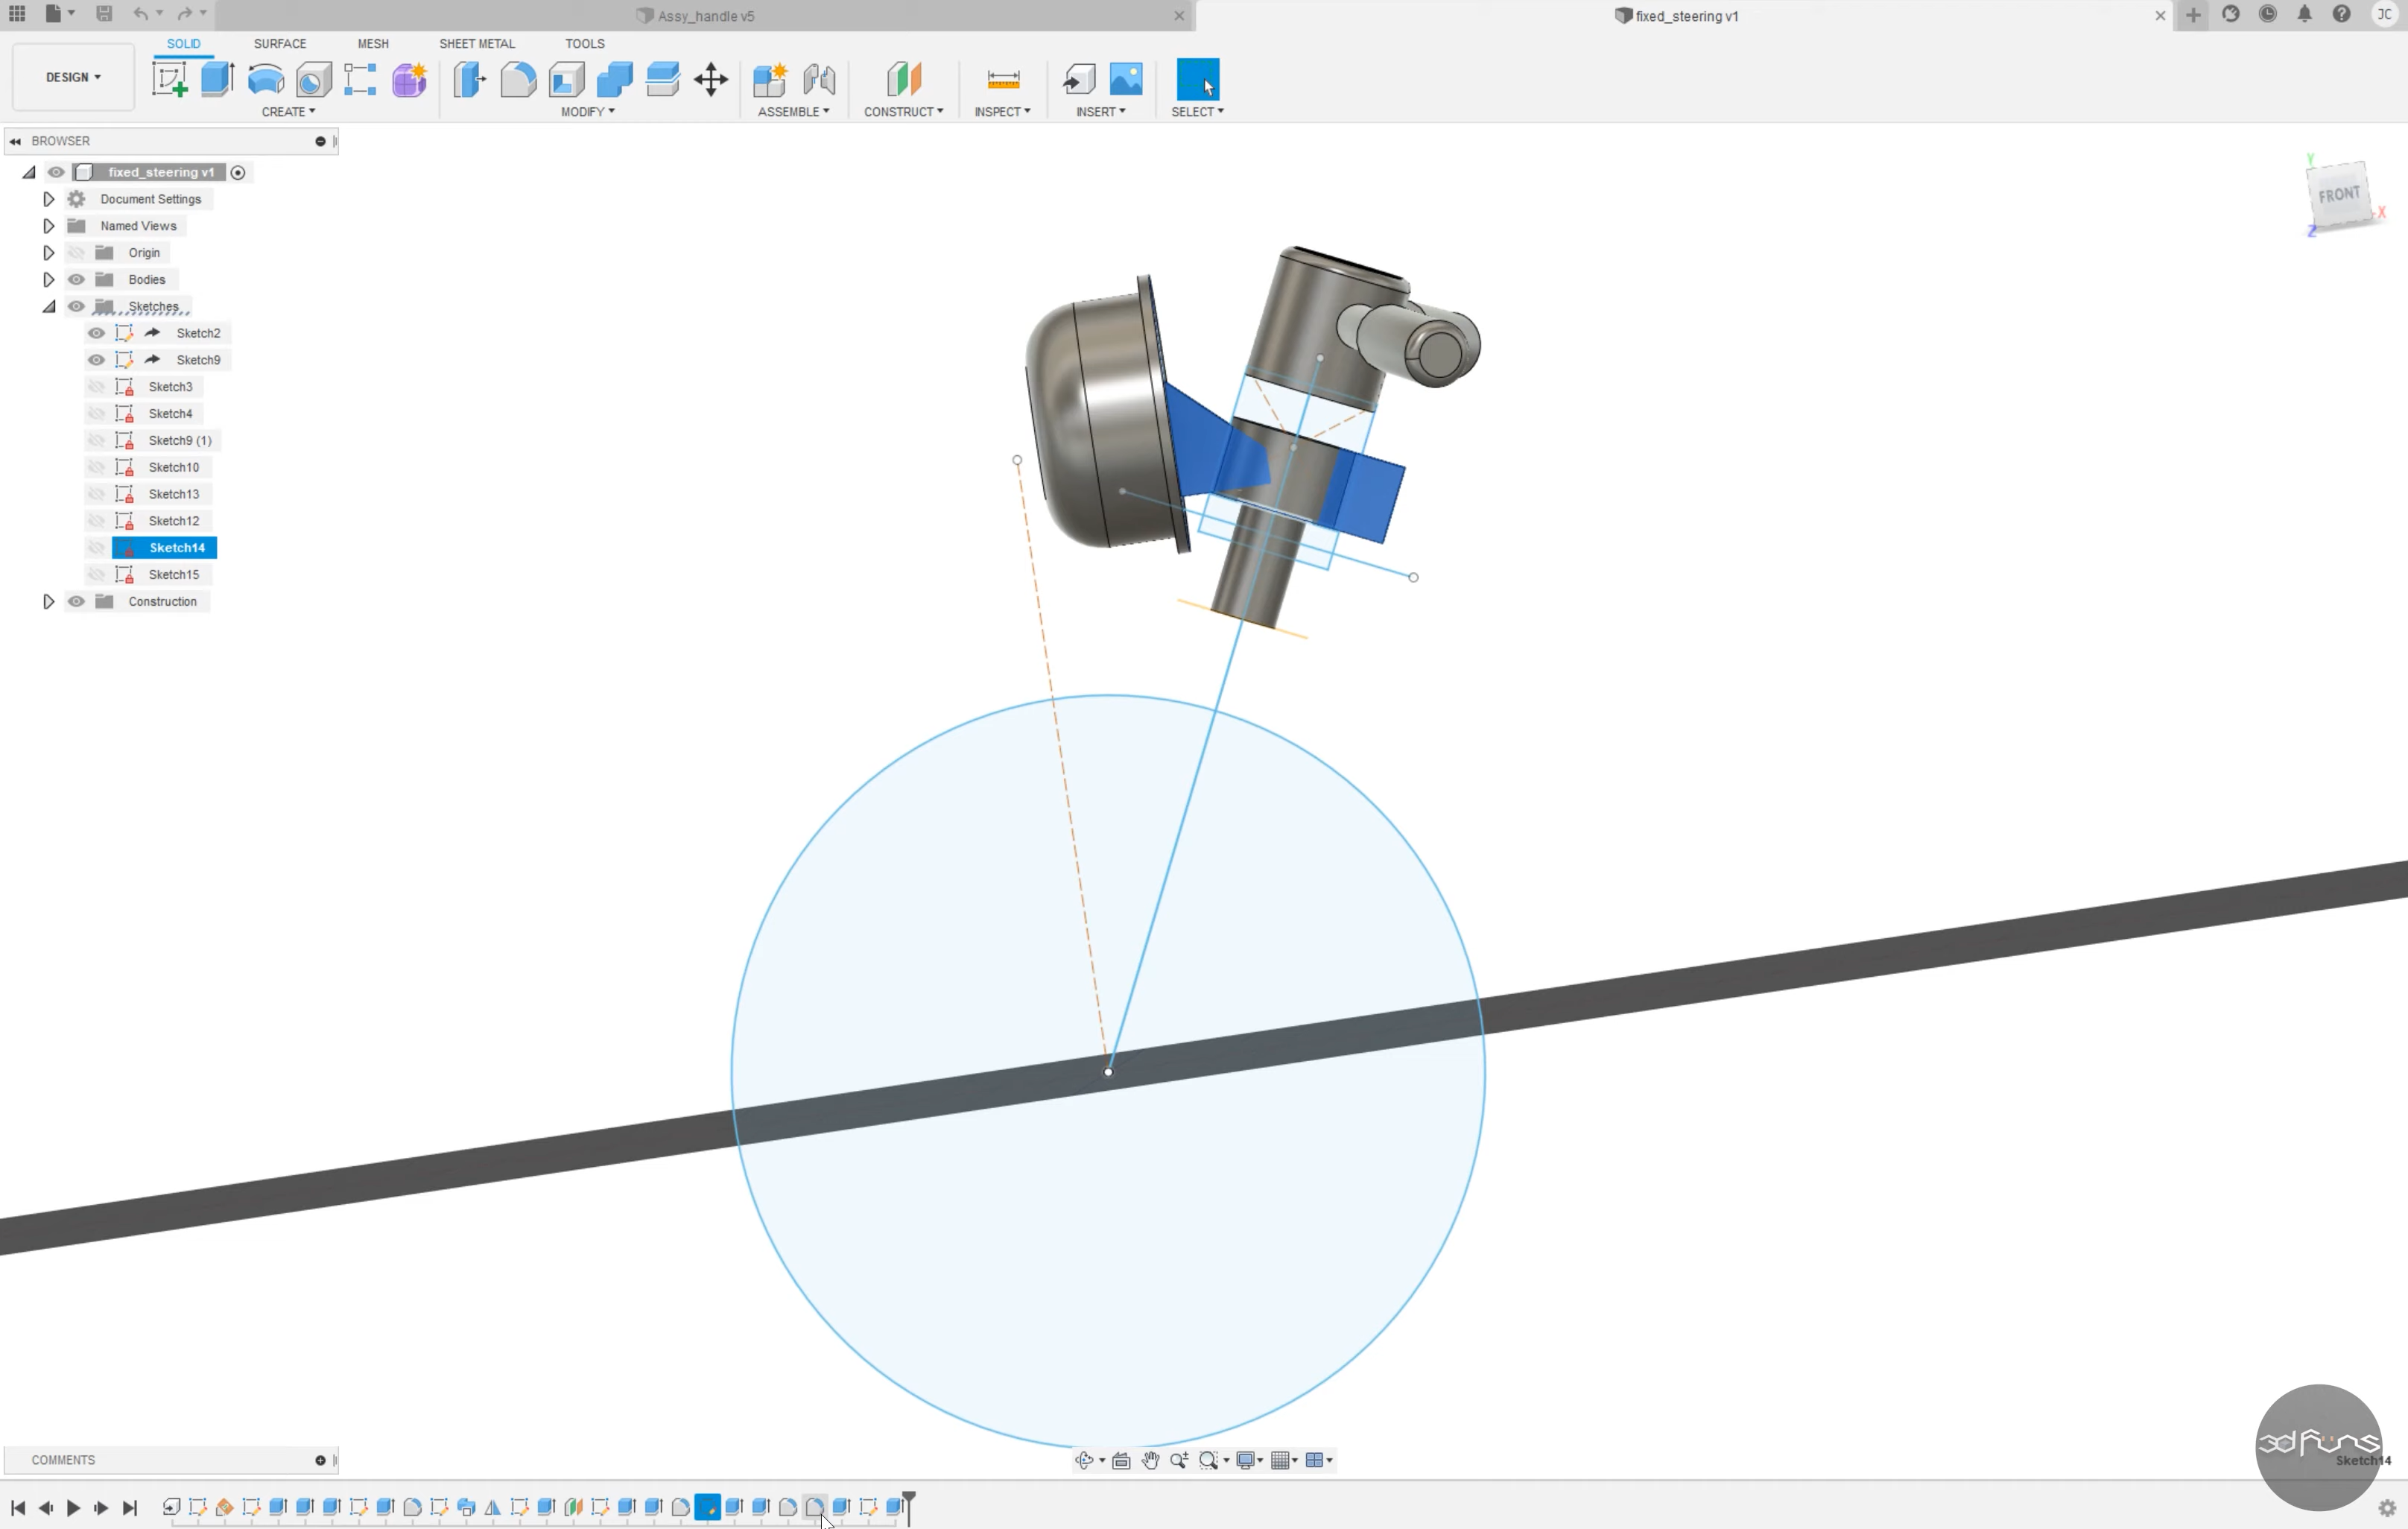 Assy_handle v5
fixed_steering v1
JC
DESIGN
SOLID
SURFACE
MESH
SHEET METAL
TOOLS
CREATE
MODIFY
ASSEMBLE
CONSTRUCT
INSPECT
INSERT
SELECT
BROWSER
fixed_steering v1
Document Settings
Named Views
Origin
Bodies
Sketches
Sketch2
Sketch9
Sketch3
Sketch4
Sketch9 (1)
Sketch10
Sketch13
Sketch12
Sketch14
Sketch15
Construction
Y
FRONT
X
Z
COMMENTS
3dfuns
Sketch14